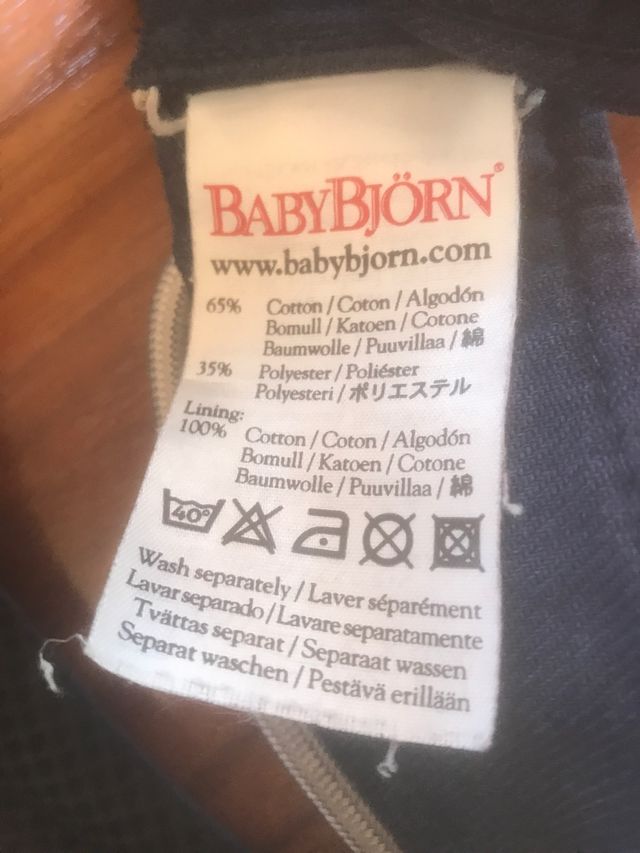 BABYBJÖRN®
www.babybjorn.com
65% Cotton / Coton / Algodón
Bomull / Katoen / Cotone
Baumwolle / Puuvillaa / 綿
35% Polyester / Poliéster
Polyesteri / ポリエステル
Lining:
100% Cotton / Coton / Algodón
Bomull / Katoen / Cotone
Baumwolle / Puuvillaa / 綿
40°
Wash separately / Laver séparément
Lavar separado / Lavare separatamente
Tvättas separat / Separaat wassen
Separat waschen / Pestävä erillään